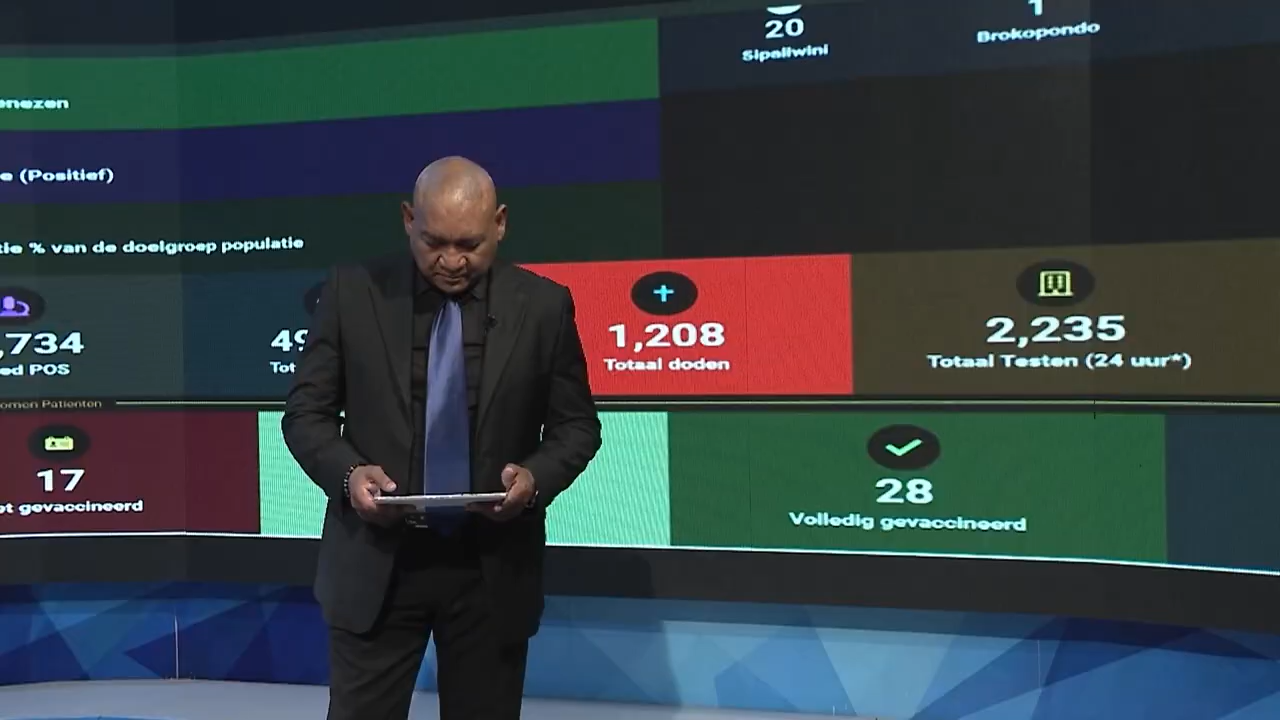 20
Sipaliwini
1
Brokopondo
enezen
e (Positief)
tie % van de doelgroep populatie
,734
ed POS
49
Tot
1,208
Totaal doden
2,235
Totaal Testen (24 uur*)
omen Patienten
17
et gevaccineerd
28
Volledig gevaccineerd